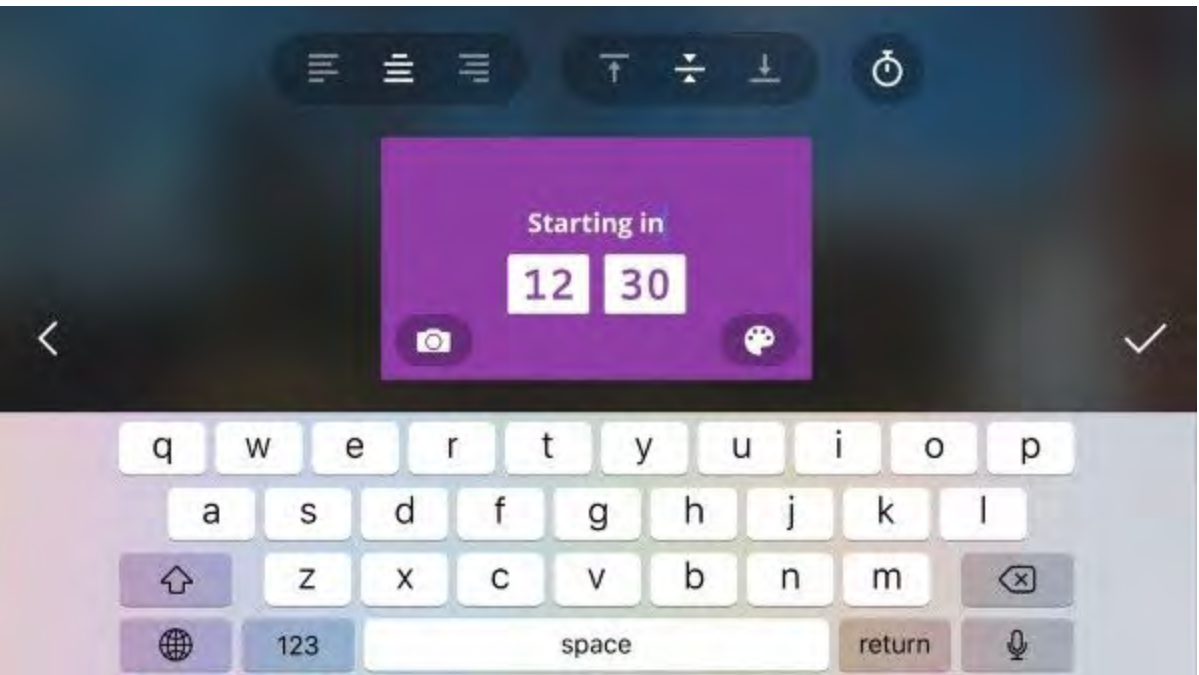 Starting in
12 30
q w e r t y u i o p
a s d f g h j k l
z x c v b n m
123 space return